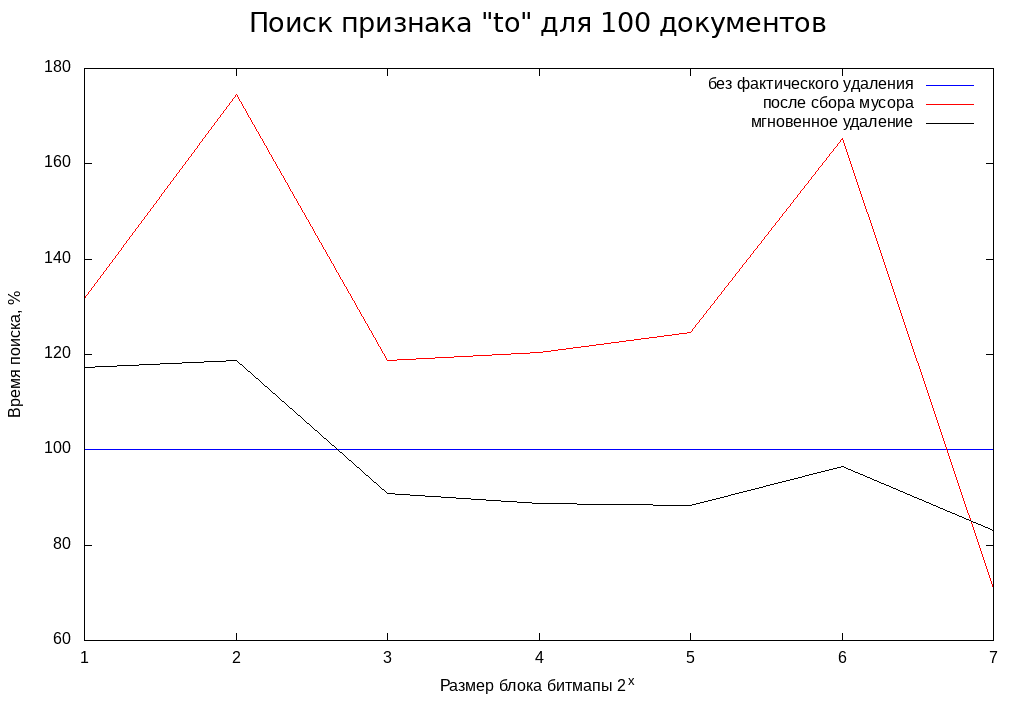 Поиск признака "to" для 100 документов
180
160
140
120
100
80
60
1 2 3 4 5 6 7
без фактического удаления
после сбора мусора
мгновенное удаление
Время поиска, %
Размер блока битмапы 2^x